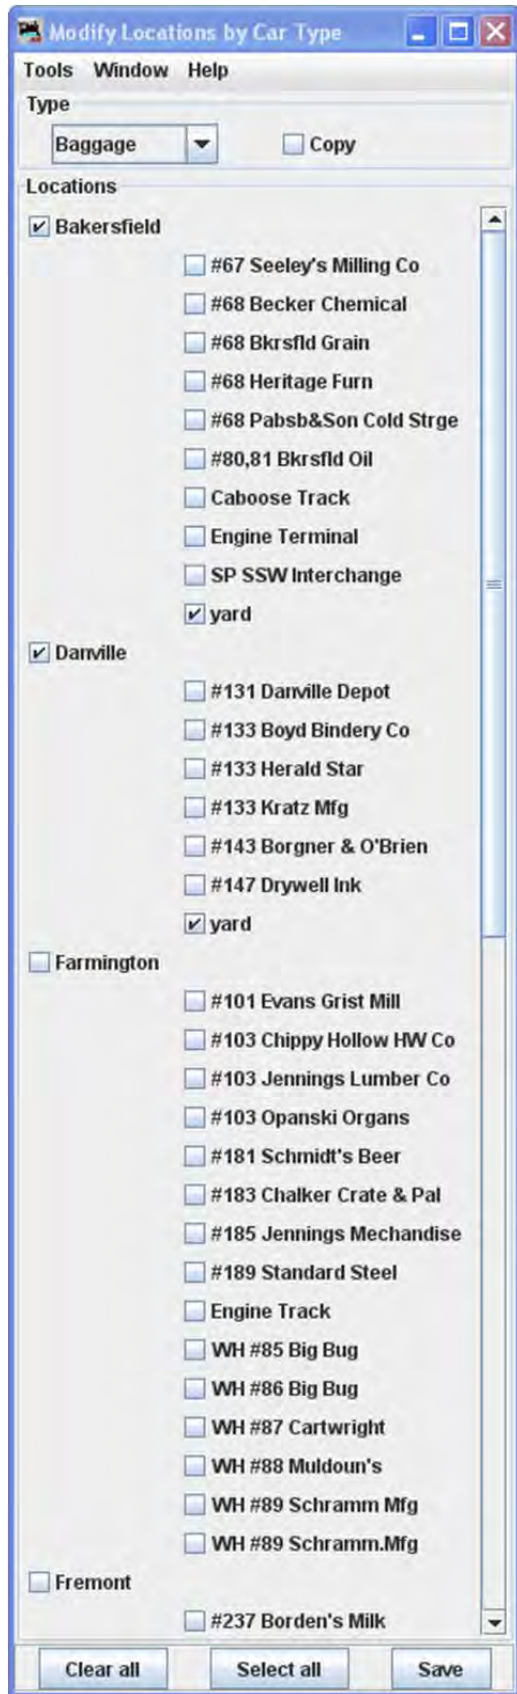 Modify Locations by Car Type
Tools Window Help
Type
Baggage Copy
Locations
Bakersfield
#67 Seeley's Milling Co
#68 Becker Chemical
#68 Bkrsfld Grain
#68 Heritage Furn
#68 Pabsb&Son Cold Strge
#80,81 Bkrsfld Oil
Caboose Track
Engine Terminal
SP SSW Interchange
yard
Danville
#131 Danville Depot
#133 Boyd Bindery Co
#133 Herald Star
#133 Kratz Mfg
#143 Borgner & O'Brien
#147 Drywell Ink
yard
Farmington
#101 Evans Grist Mill
#103 Chippy Hollow HW Co
#103 Jennings Lumber Co
#103 Opanski Organs
#181 Schmidt's Beer
#183 Chalker Crate & Pal
#185 Jennings Mechandise
#189 Standard Steel
Engine Track
WH #85 Big Bug
WH #86 Big Bug
WH #87 Cartwright
WH #88 Muldoun's
WH #89 Schramm Mfg
WH #89 Schramm.Mfg
Fremont
#237 Borden's Milk
Clear all Select all Save